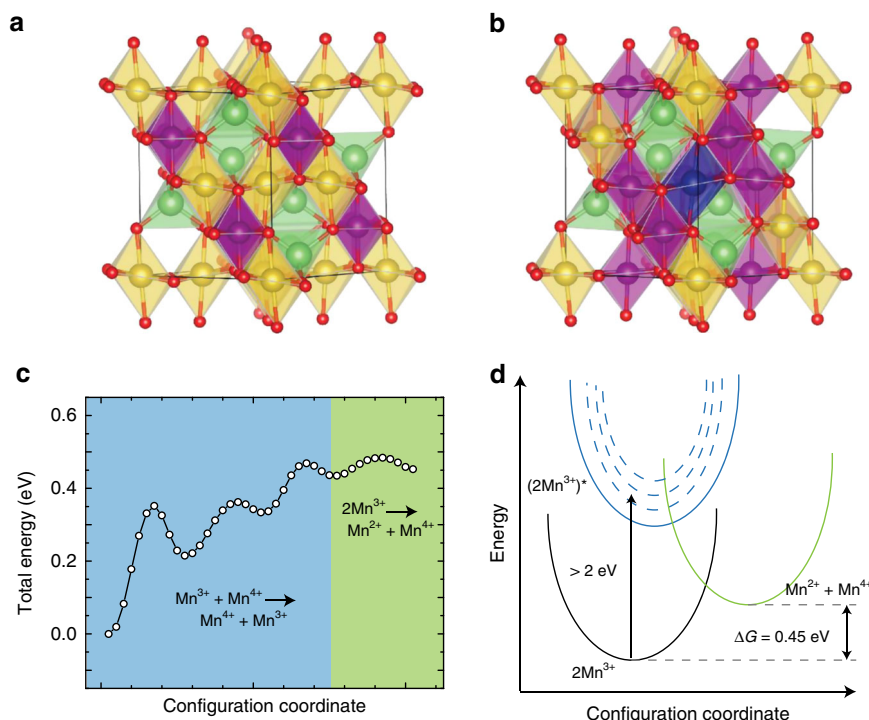 a
b
c
0.6
0.4
0.2
0.0
Total energy (eV)
2Mn³⁺ →
Mn²⁺ + Mn⁴⁺
Mn³⁺ + Mn⁴⁺ →
Mn⁴⁺ + Mn³⁺
Configuration coordinate
d
Energy
(2Mn³⁺)*
> 2 eV
Mn²⁺ + Mn⁴⁺
ΔG = 0.45 eV
2Mn³⁺
Configuration coordinate